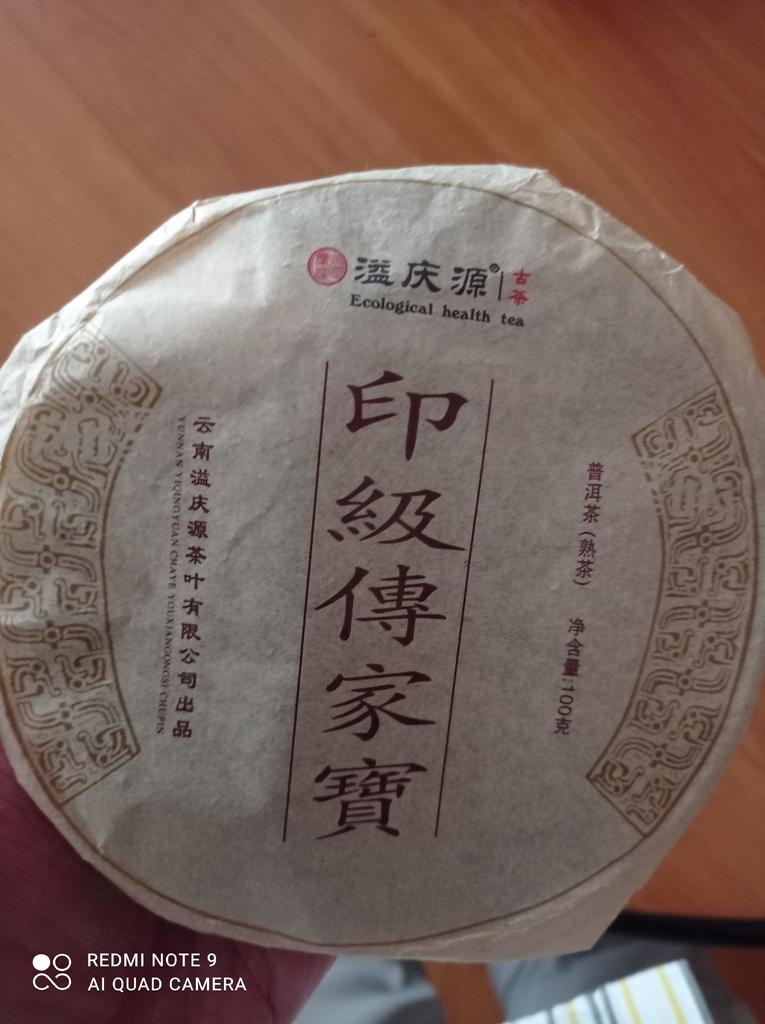 溢庆源®
古茶
Ecological health tea
印級傳家寶
普洱茶(熟茶) 净含量:100克
云南溢庆源茶叶有限公司出品
YUNNAN YIQINGYUAN CHAYE YOUXIANGONGSI CHUPIN
REDMI NOTE 9
AI QUAD CAMERA